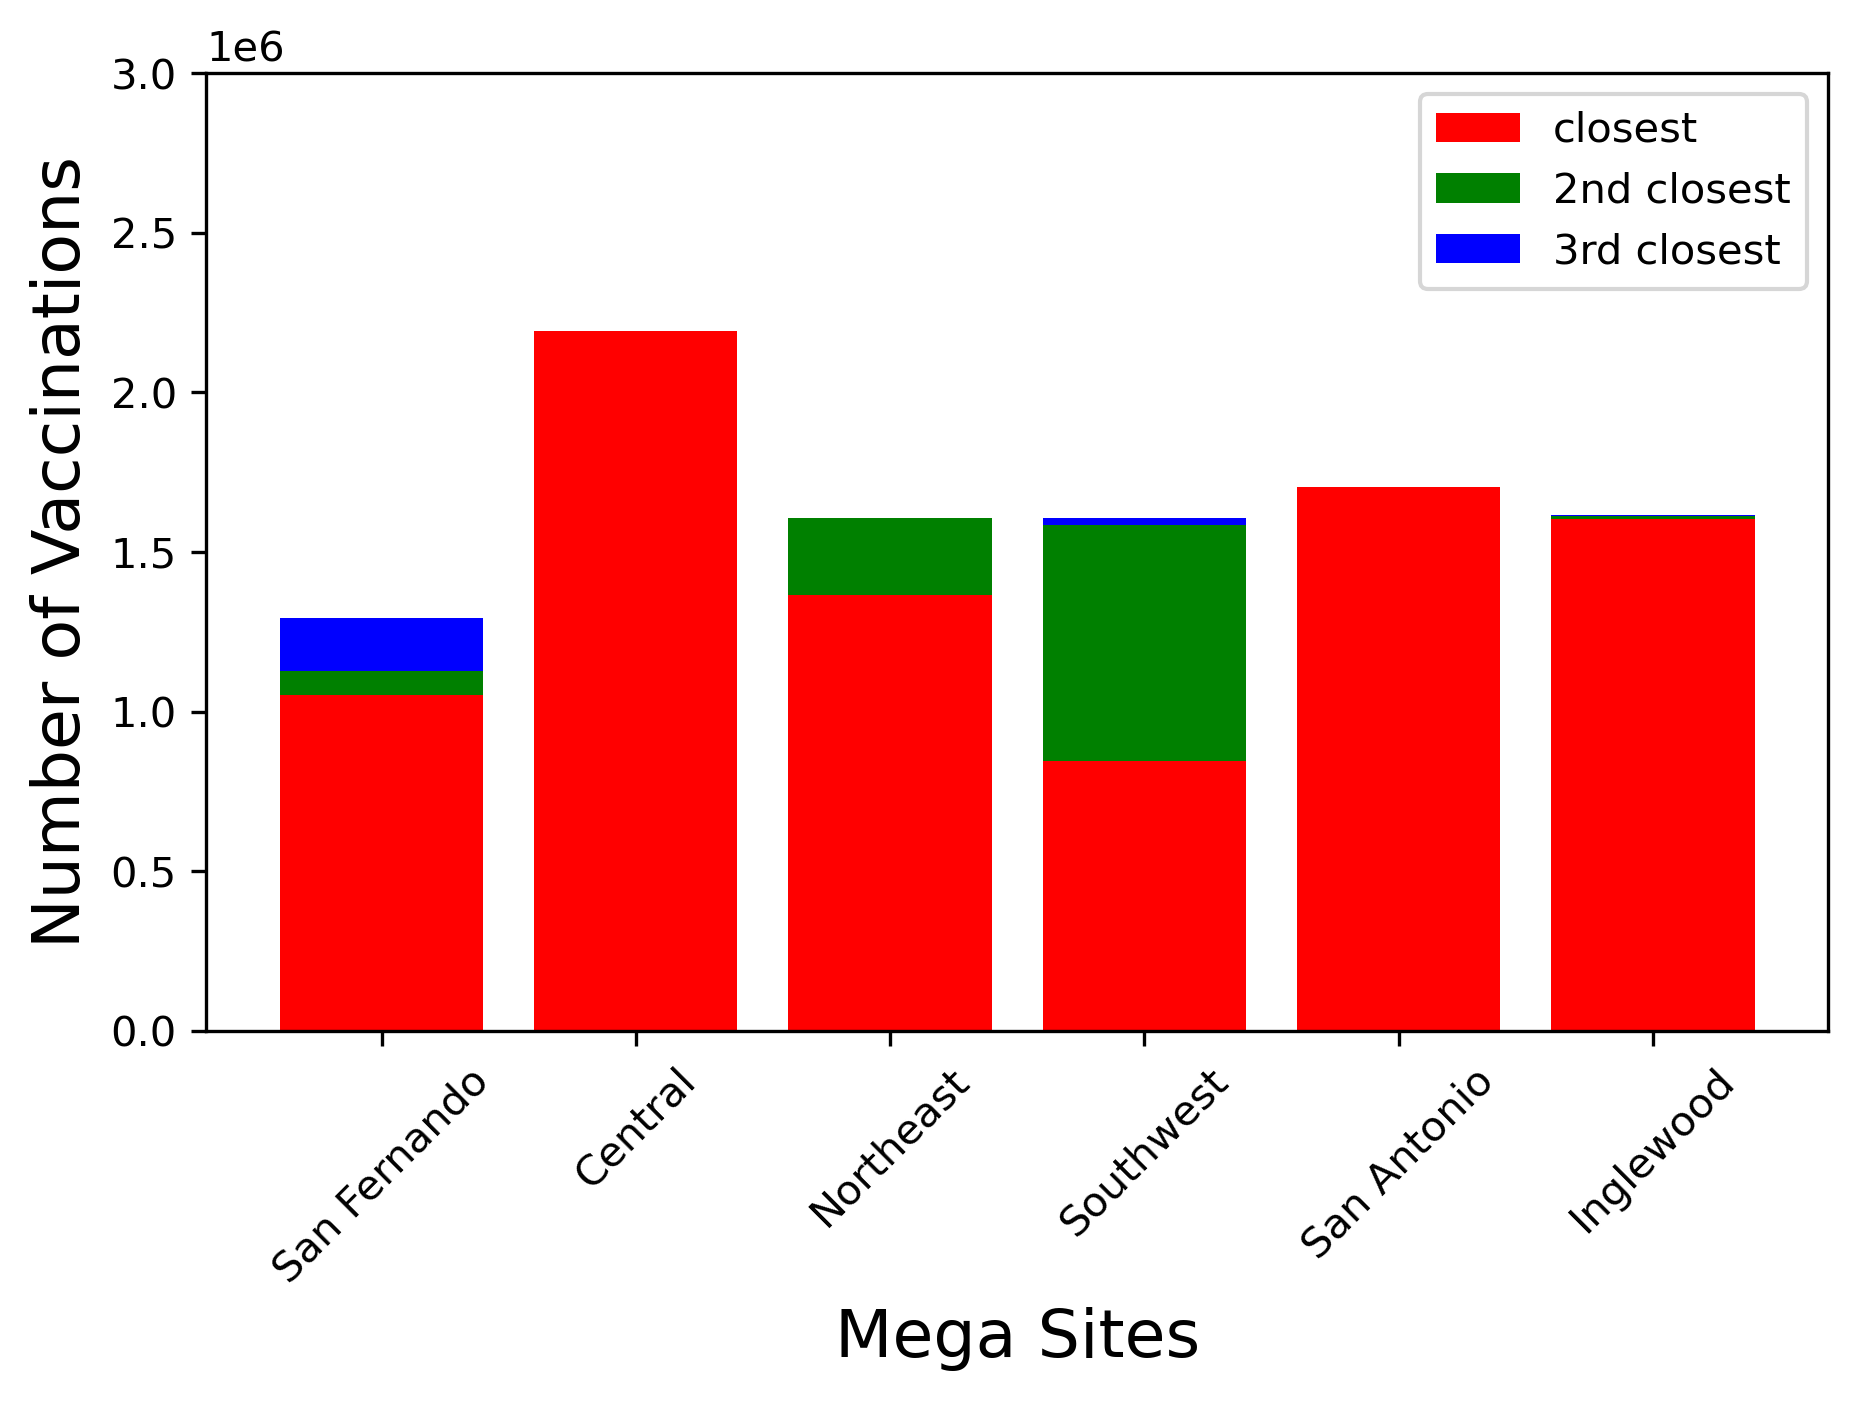 1e6
3.0
2.5
2.0
1.5
1.0
0.5
0.0
Number of Vaccinations
closest
2nd closest
3rd closest
San Fernando
Central
Northeast
Southwest
San Antonio
Inglewood
Mega Sites